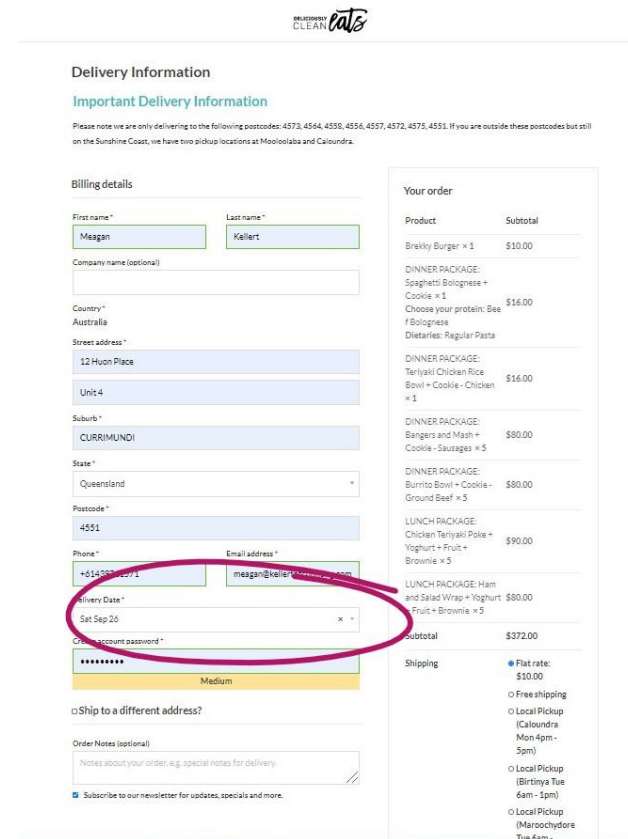 DELICIOUSLY
CLEAN eats
Delivery Information
Important Delivery Information
Please note we are only delivering to the following postcodes: 4573, 4564, 4558, 4556, 4557, 4572, 4575, 4551. If you are outside these postcodes but still
on the Sunshine Coast, we have two pickup locations at Mooloolaba and Caloundra.
Billing details
First name *
Last name *
Meagan
Kellert
Company name (optional)
Country *
Australia
Street address *
12 Huon Place
Unit 4
Suburb *
CURRIMUNDI
State *
Queensland
Postcode *
4551
Phone *
Email address *
Delivery Date *
Sat Sep 26
× 
Create account password *
•••••••••
Medium
Ship to a different address?
Order Notes (optional)
Notes about your order, e.g. special notes for delivery.
Subscribe to our newsletter for updates, specials and more.
Your order
Product
Subtotal
Brekky Burger × 1
$10.00
DINNER PACKAGE:
Spaghetti Bolognese +
Cookie × 1
Choose your protein: Bee
f Bolognese
Dietaries: Regular Pasta
$16.00
DINNER PACKAGE:
Teriyaki Chicken Rice
Bowl + Cookie - Chicken
× 1
$16.00
DINNER PACKAGE:
Bangers and Mash +
Cookie - Sausages × 5
$80.00
DINNER PACKAGE:
Burrito Bowl + Cookie -
Ground Beef × 5
$80.00
LUNCH PACKAGE:
Chicken Teriyaki Poke +
Yoghurt + Fruit +
Brownie × 5
$90.00
LUNCH PACKAGE: Ham
and Salad Wrap + Yoghurt
+ Fruit + Brownie × 5
$80.00
Subtotal
$372.00
Shipping
Flat rate:
$10.00
Free shipping
Local Pickup
(Caloundra
Mon 4pm -
5pm)
Local Pickup
(Birtinya Tue
6am - 1pm)
Local Pickup
(Maroochydore
Tue 6am -